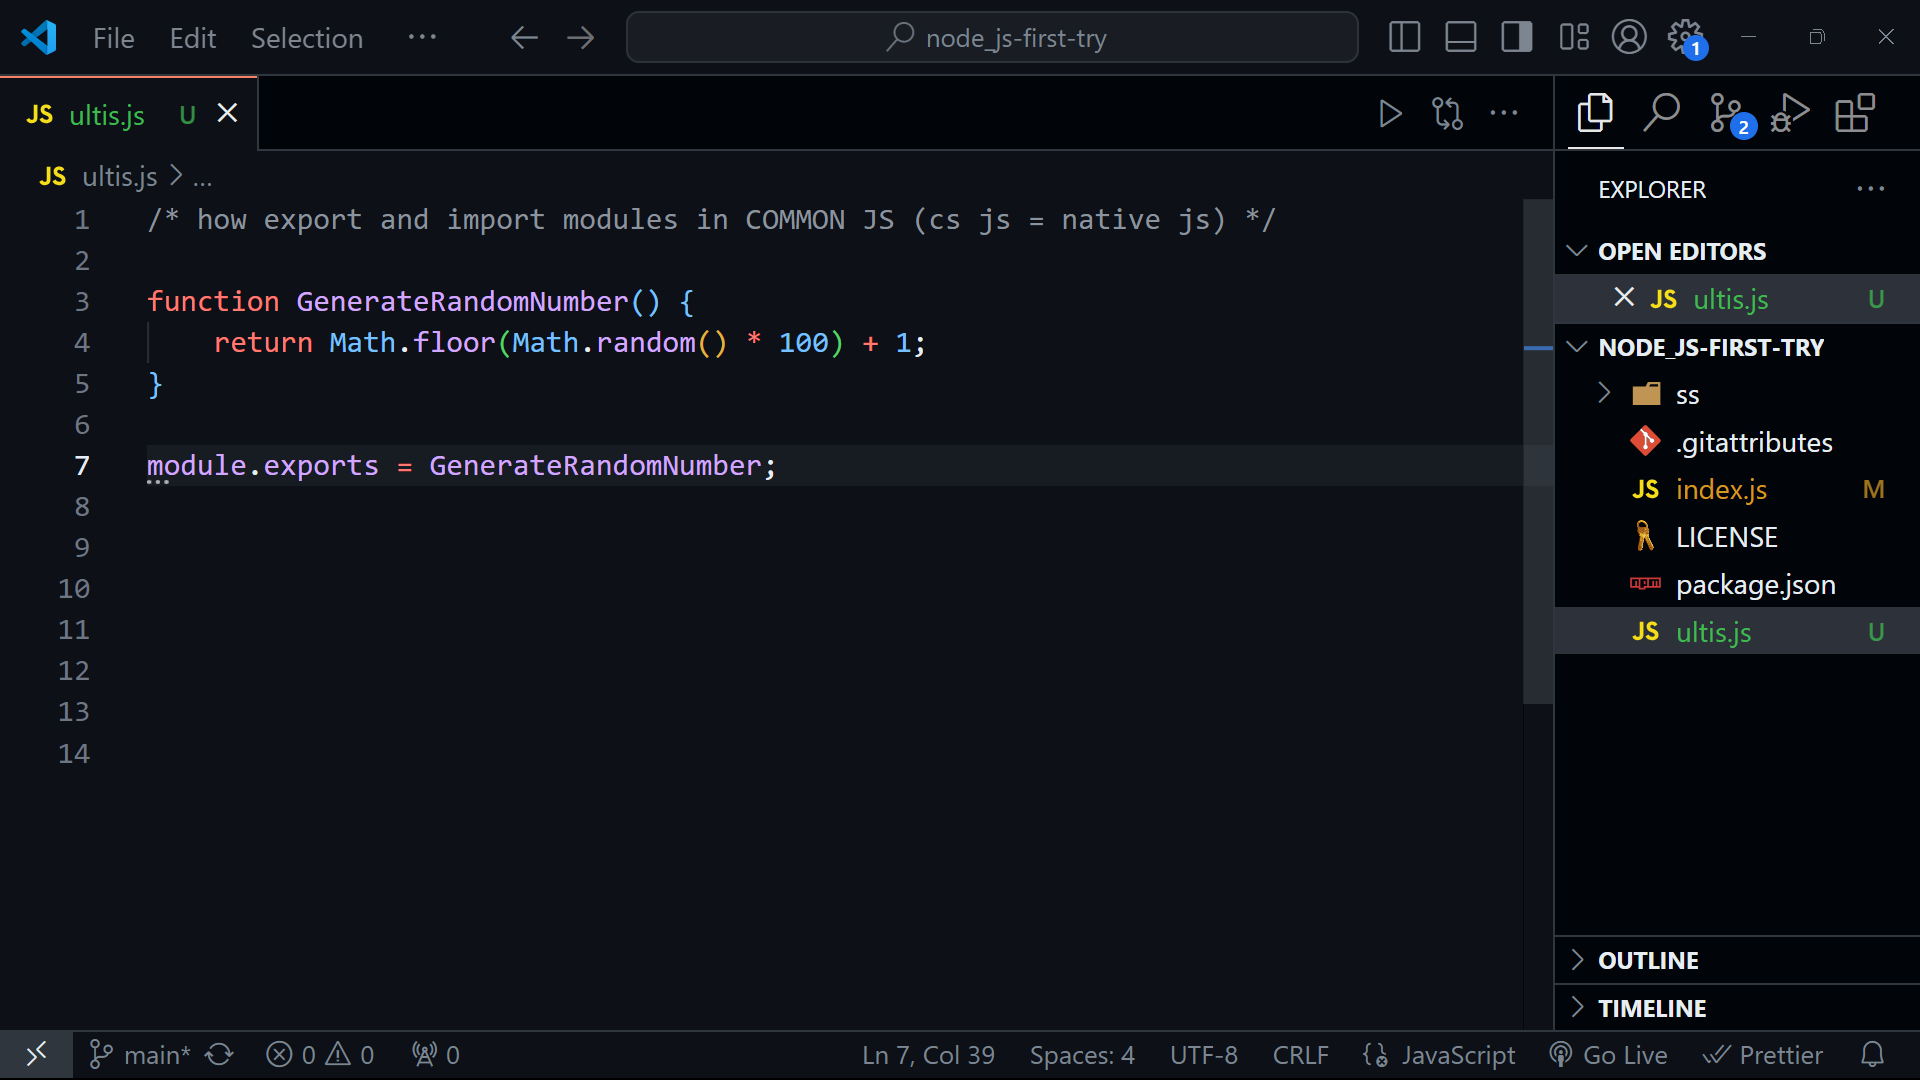 File Edit Selection ··· node_js-first-try 1
JS ultis.js U
2
JS ultis.js > ...
1 /* how export and import modules in COMMON JS (cs js = native js) */
2
3 function GenerateRandomNumber() {
4 return Math.floor(Math.random() * 100) + 1;
5 }
6
7 module.exports = GenerateRandomNumber;
8
9
10
11
12
13
14
EXPLORER
OPEN EDITORS
JS ultis.js U
NODE_JS-FIRST-TRY
ss
.gitattributes
JS index.js M
LICENSE
npm package.json
JS ultis.js U
OUTLINE
TIMELINE
main* 0 0 0 Ln 7, Col 39 Spaces: 4 UTF-8 CRLF JavaScript Go Live Prettier